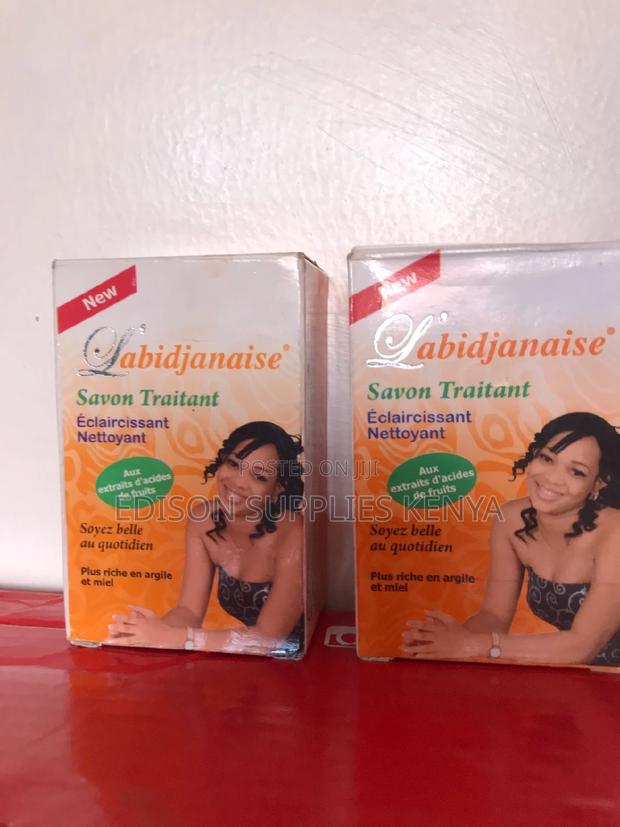 New
L'abidjanaise
Savon Traitant
Éclaircissant
Nettoyant
Aux
extraits d'acides
de fruits
Soyez belle
au quotidien
Plus riche en argile
et miel
New
L'abidjanaise
Savon Traitant
Éclaircissant
Nettoyant
Aux
extraits d'acides
de fruits
Soyez belle
au quotidien
Plus riche en argile
et miel
POSTED ON JIJI
EDISON SUPPLIES KENYA